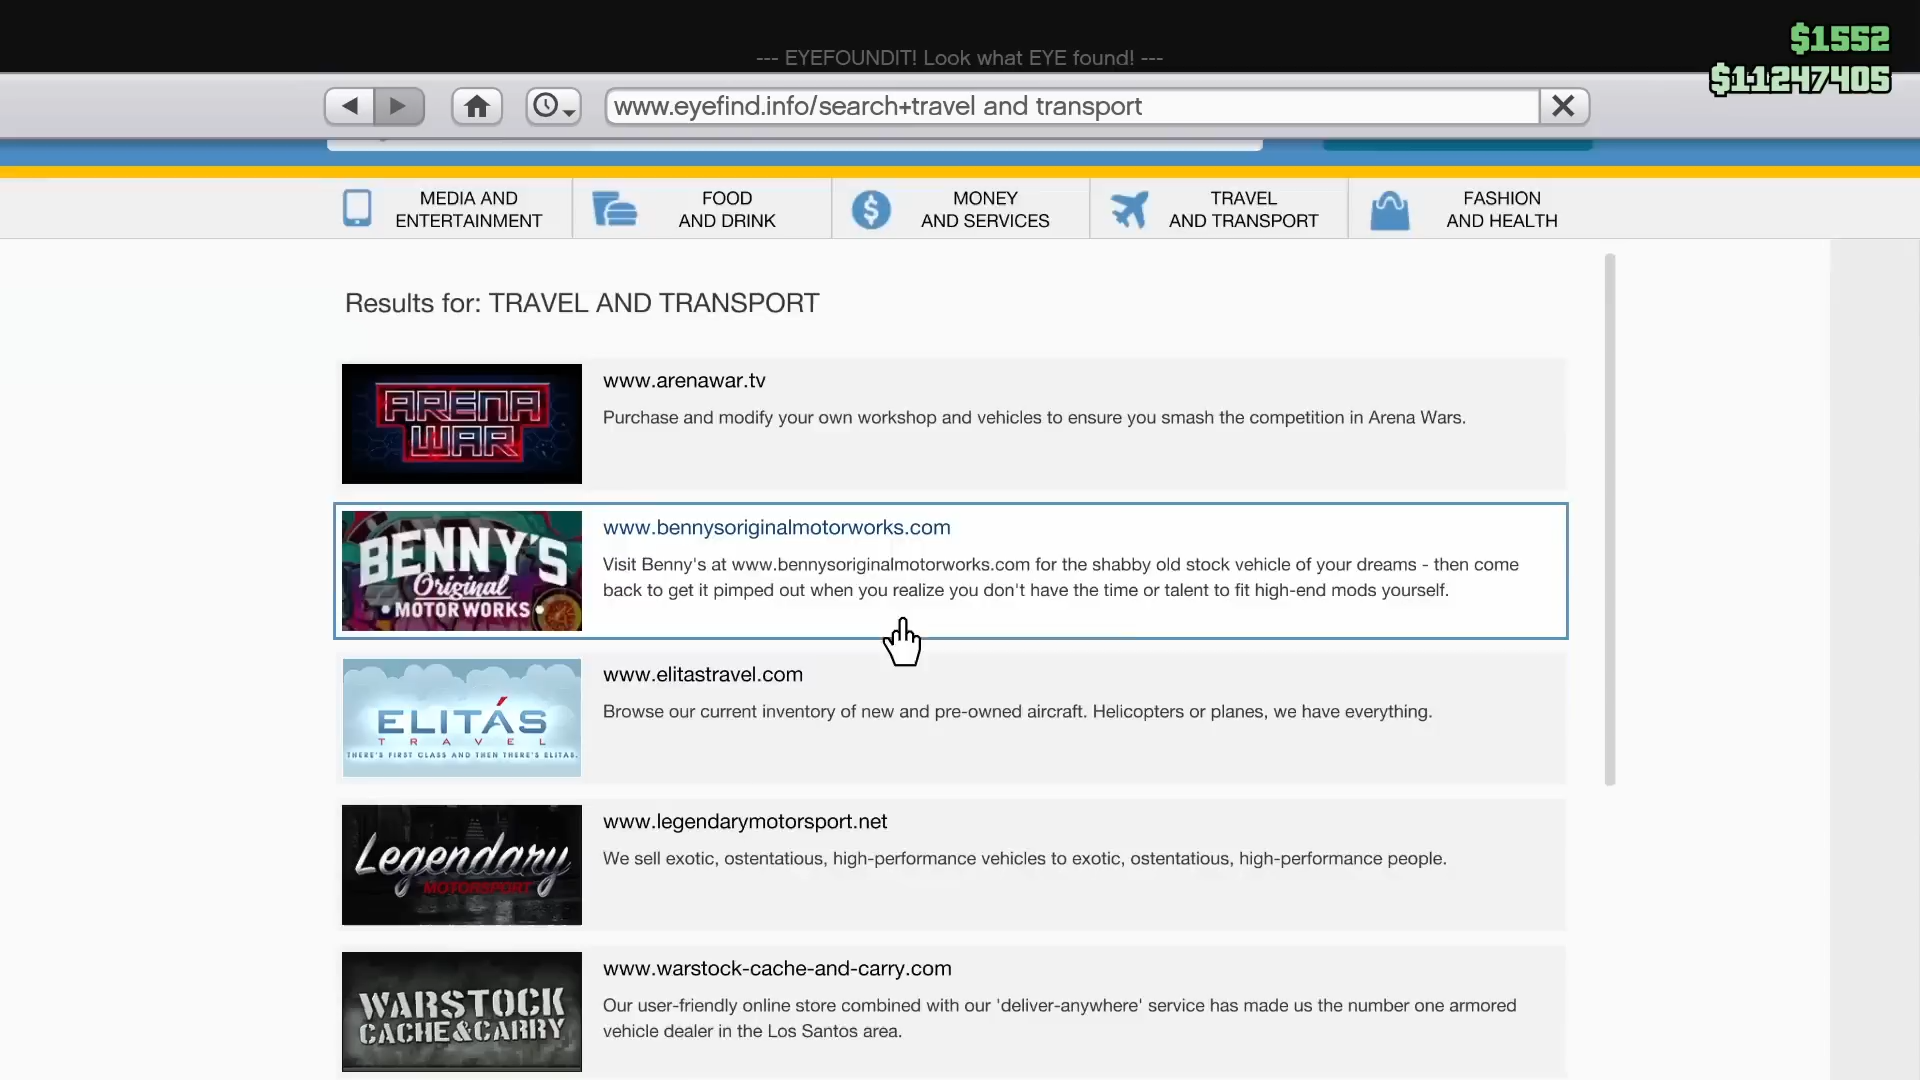 $1552
--- EYEFOUNDIT! Look what EYE found! ---
$11247405
www.eyefind.info/search+travel and transport
MEDIA AND
ENTERTAINMENT
FOOD
AND DRINK
MONEY
AND SERVICES
TRAVEL
AND TRANSPORT
FASHION
AND HEALTH
Results for: TRAVEL AND TRANSPORT
ARENA
WAR
www.arenawar.tv
Purchase and modify your own workshop and vehicles to ensure you smash the competition in Arena Wars.
BENNY'S
Original
• MOTOR WORKS •
www.bennysoriginalmotorworks.com
Visit Benny's at www.bennysoriginalmotorworks.com for the shabby old stock vehicle of your dreams - then come
back to get it pimped out when you realize you don't have the time or talent to fit high-end mods yourself.
ELITÁS
TRAVEL
THERE'S FIRST CLASS AND THEN THERE'S ELITAS.
www.elitastravel.com
Browse our current inventory of new and pre-owned aircraft. Helicopters or planes, we have everything.
Legendary
MOTORSPORT
www.legendarymotorsport.net
We sell exotic, ostentatious, high-performance vehicles to exotic, ostentatious, high-performance people.
WARSTOCK
CACHE&CARRY
www.warstock-cache-and-carry.com
Our user-friendly online store combined with our 'deliver-anywhere' service has made us the number one armored
vehicle dealer in the Los Santos area.